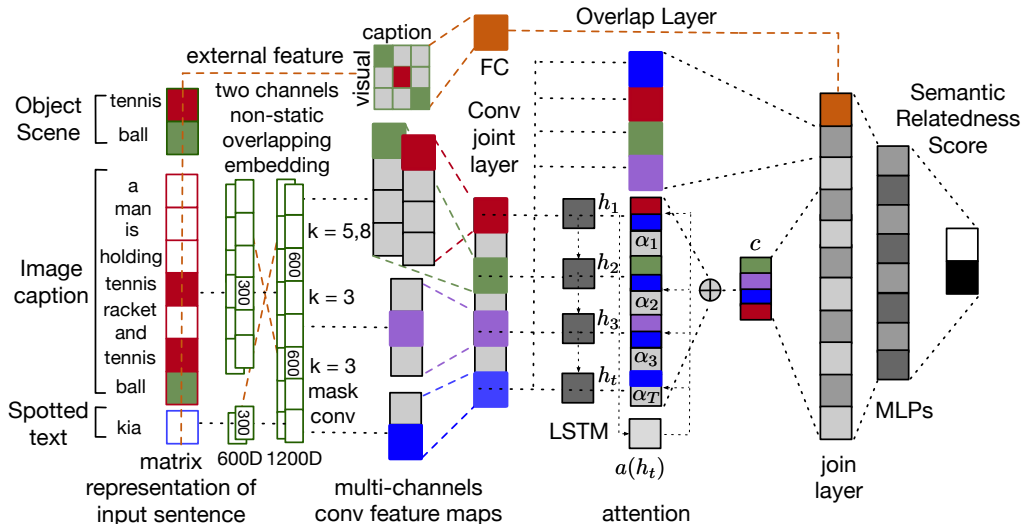 Object
Scene
tennis
ball
Image
caption
a
man
is
holding
tennis
racket
and
tennis
ball
Spotted
text
kia
matrix
representation of
input sentence
external feature
two channels
non-static
overlapping
embedding
300
300
600
600
600D 1200D
caption
visual
k = 5,8
k = 3
k = 3
mask
conv
multi-channels
conv feature maps
FC
Conv
joint
layer
Overlap Layer
h₁
h₂
h₃
hₜ
LSTM
α₁
α₂
α₃
α_T
a(hₜ)
attention
c
join
layer
MLPs
Semantic
Relatedness
Score